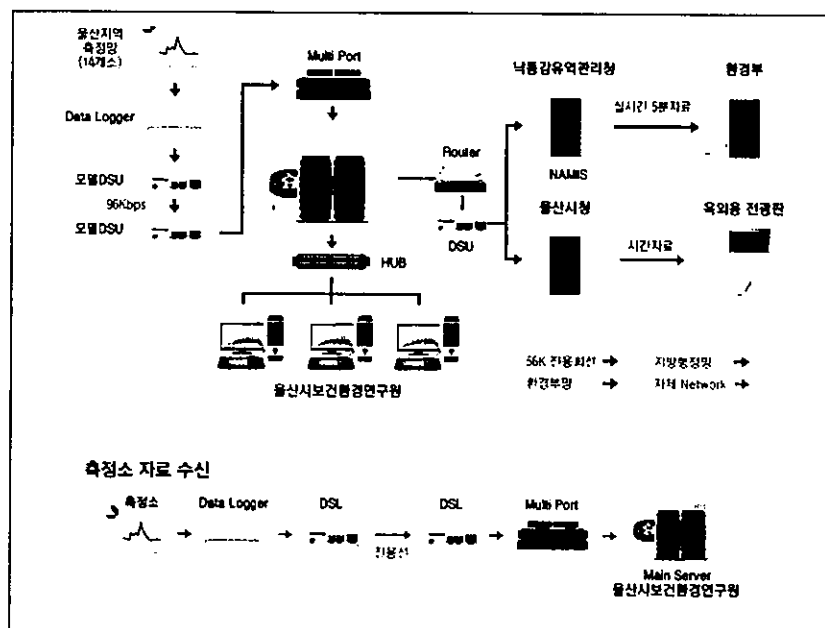 울산지역
측정망
(14개소)
Data Logger
모뎀DSU
96Kbps
모뎀DSU
Multi Port
HUB
울산시보건환경연구원
Router
DSU
낙동강유역관리청
NAMIS
실시간 5분자료
환경부
울산시청
시간자료
옥외용 전광판
56K 전용회선
지방행정망
환경부망
자체 Network
측정소 자료 수신
측정소
Data Logger
DSL
전용선
DSL
Multi Port
Main Server
울산시보건환경연구원